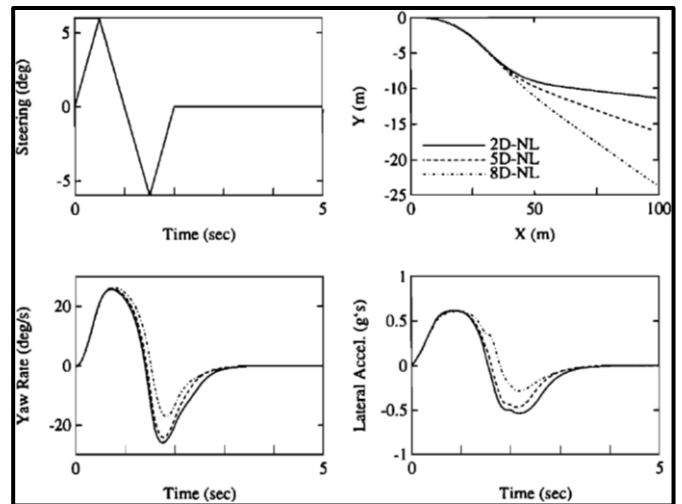 Steering (deg)
5
0
-5
0
5
Time (sec)
Y (m)
0
-5
-10
-15
-20
-25
2D-NL
5D-NL
8D-NL
0
50
100
X (m)
Yaw Rate (deg/s)
20
0
-20
0
5
Time (sec)
Lateral Accel. (g's)
1
0.5
0
-0.5
-1
0
5
Time (sec)